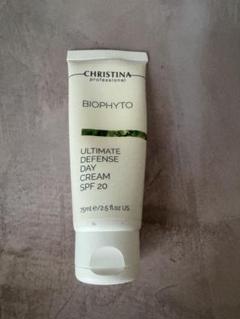 CHRISTINA
professional
BIOPHYTO
ULTIMATE
DEFENSE
DAY
CREAM
SPF 20
75ml e/2.5 fl.oz US